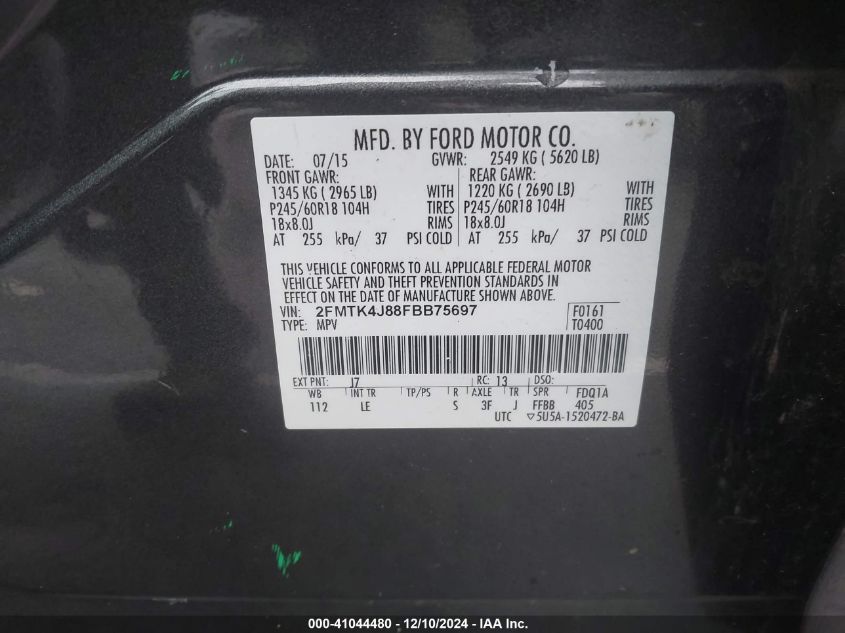 MFD. BY FORD MOTOR CO.
DATE: 07/15 GVWR: 2549 KG ( 5620 LB)
FRONT GAWR: REAR GAWR:
1345 KG ( 2965 LB) WITH 1220 KG ( 2690 LB) WITH
P245/60R18 104H TIRES P245/60R18 104H TIRES
18x8.0J RIMS 18x8.0J RIMS
AT 255 kPa/ 37 PSI COLD AT 255 kPa/ 37 PSI COLD
THIS VEHICLE CONFORMS TO ALL APPLICABLE FEDERAL MOTOR
VEHICLE SAFETY AND THEFT PREVENTION STANDARDS IN
EFFECT ON THE DATE OF MANUFACTURE SHOWN ABOVE.
VIN: 2FMTK4J88FBB75697 F0161
TYPE: MPV T0400
EXT PNT: J7 RC: 13 DSO:
WB INT TR TP/PS R AXLE TR SPR FDQ1A
112 LE S 3F J FFBB 405
UTC ▽5U5A-1520472-BA
000-41044480 - 12/10/2024 - IAA Inc.